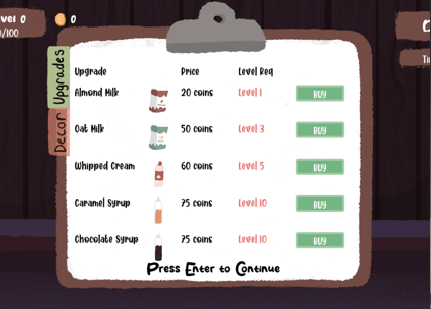 vel 0
0
/100
Upgrades
Decor
Upgrade Price Level Req
Almond Milk 20 coins Level 1 BUY
Oat Milk 50 coins Level 3 BUY
Whipped Cream 60 coins Level 5 BUY
Caramel Syrup 75 coins Level 10 BUY
Chocolate Syrup 75 coins Level 10 BUY
Press Enter to Continue